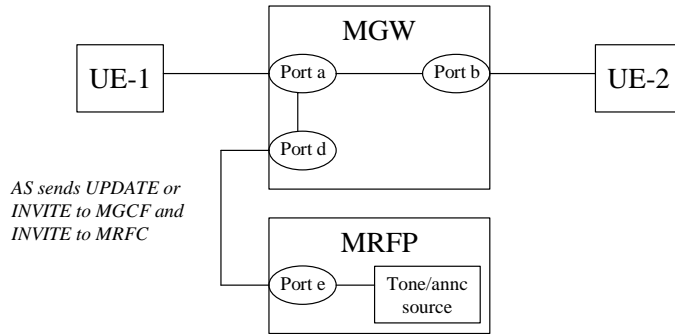 MGW
UE-1
Port a
Port b
UE-2
Port d
AS sends UPDATE or
INVITE to MGCF and
INVITE to MRFC
MRFP
Port e
Tone/annc
source